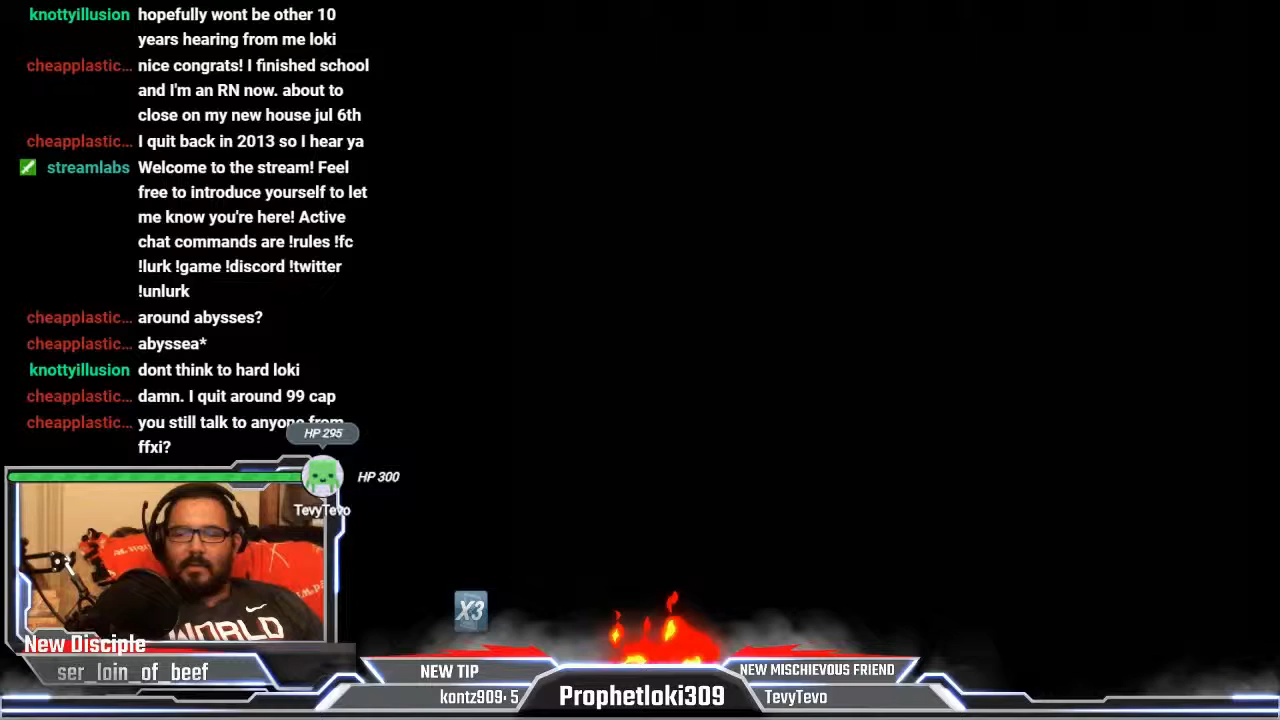 knottyillusion hopefully wont be other 10
years hearing from me loki
cheapplastic... nice congrats! I finished school
and I'm an RN now. about to
close on my new house jul 6th
cheapplastic... I quit back in 2013 so I hear ya
streamlabs Welcome to the stream! Feel
free to introduce yourself to let
me know you're here! Active
chat commands are !rules !fc
!lurk !game !discord !twitter
!unlurk
cheapplastic... around abysses?
cheapplastic... abyssea*
knottyillusion dont think to hard loki
cheapplastic... damn. I quit around 99 cap
cheapplastic... you still talk to anyone from
ffxi?
HP 295
HP 300
TevyTevo
WORLD
X3
New Disciple
ser_loin_of_beef
NEW TIP
kontz909: 5
Prophetloki309
NEW MISCHIEVOUS FRIEND
TevyTevo